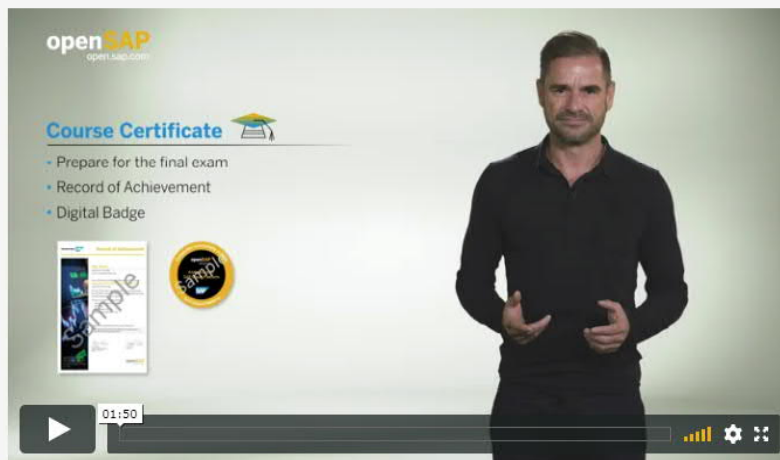 openSAP
open.sap.com
Course Certificate
- Prepare for the final exam
- Record of Achievement
- Digital Badge
Sample
Sample
01:50